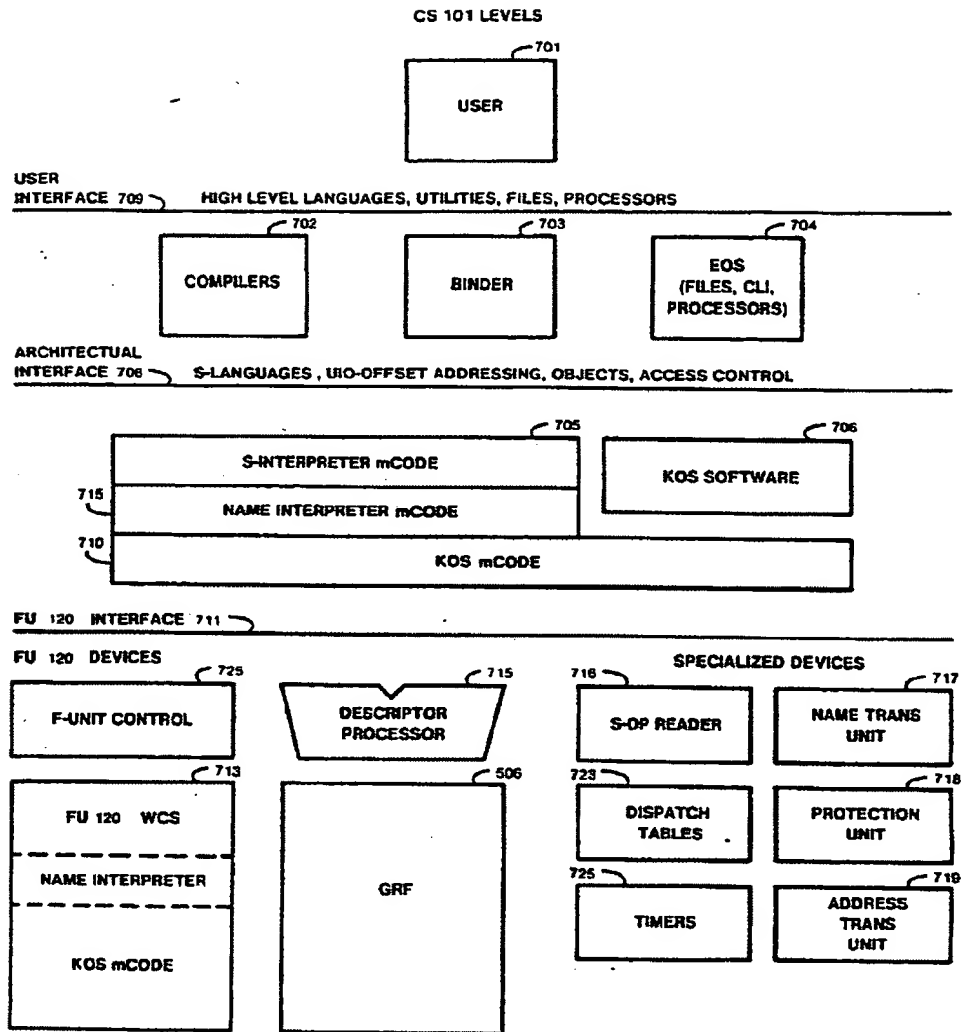 CS 101 LEVELS
701
USER
USER
INTERFACE 709 HIGH LEVEL LANGUAGES, UTILITIES, FILES, PROCESSORS
702 703 704
COMPILERS
BINDER
EOS
(FILES, CLI,
PROCESSORS)
ARCHITECTUAL
INTERFACE 708 S-LANGUAGES, UIO-OFFSET ADDRESSING, OBJECTS, ACCESS CONTROL
705 706
S-INTERPRETER mCODE
KOS SOFTWARE
715
NAME INTERPRETER mCODE
710
KOS mCODE
FU 120 INTERFACE 711
FU 120 DEVICES
SPECIALIZED DEVICES
725 715 716 717
F-UNIT CONTROL
DESCRIPTOR
PROCESSOR
S-OP READER
NAME TRANS
UNIT
713 506 723 718
FU 120 WCS
DISPATCH
TABLES
PROTECTION
UNIT
NAME INTERPRETER
GRF
725 719
TIMERS
ADDRESS
TRANS
UNIT
KOS mCODE